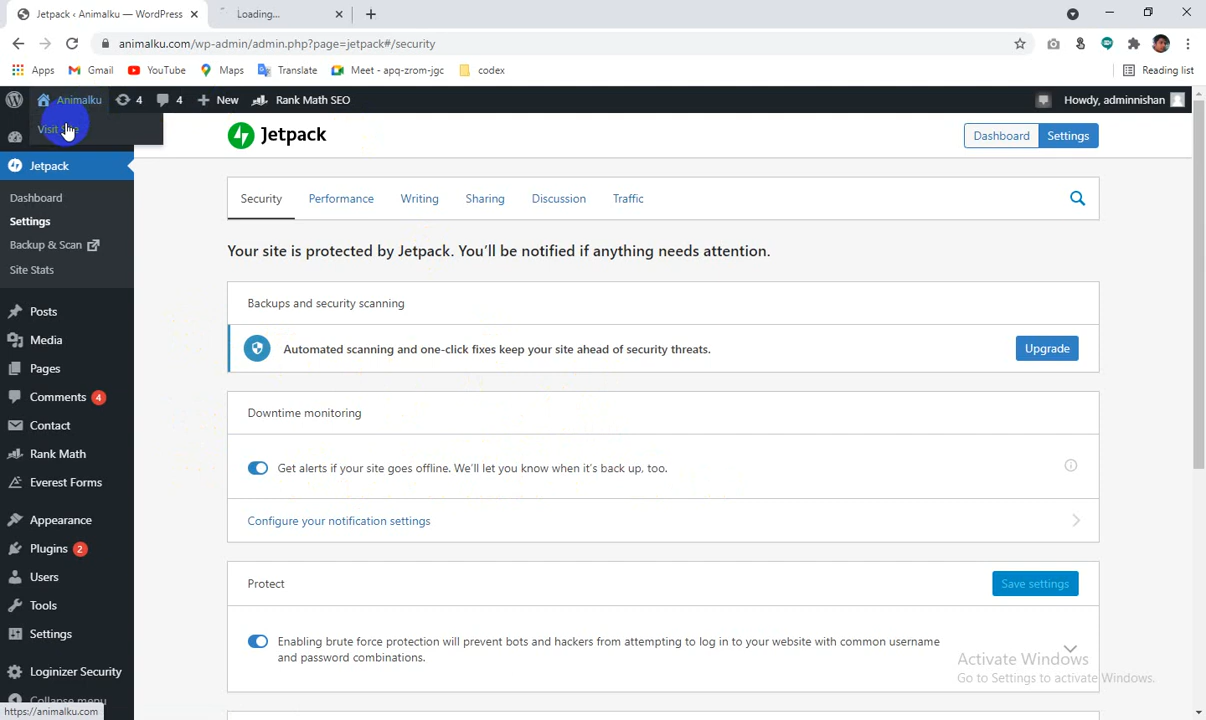 Jetpack ‹ Animalku — WordPress
Loading...
animalku.com/wp-admin/admin.php?page=jetpack#/security
Apps Gmail YouTube Maps Translate Meet - apq-zrom-jgc codex Reading list
Animalku 4 4 New Rank Math SEO Howdy, adminnishan
Visit Site
Jetpack
Dashboard
Settings
Backup & Scan
Site Stats
Posts
Media
Pages
Comments 4
Contact
Rank Math
Everest Forms
Appearance
Plugins 2
Users
Tools
Settings
Loginizer Security
Collapse menu
https://animalku.com
Jetpack
Dashboard Settings
Security Performance Writing Sharing Discussion Traffic
Your site is protected by Jetpack. You'll be notified if anything needs attention.
Backups and security scanning
Automated scanning and one-click fixes keep your site ahead of security threats.
Upgrade
Downtime monitoring
Get alerts if your site goes offline. We'll let you know when it's back up, too.
Configure your notification settings
Protect
Save settings
Enabling brute force protection will prevent bots and hackers from attempting to log in to your website with common username
and password combinations.
Activate Windows
Go to Settings to activate Windows.